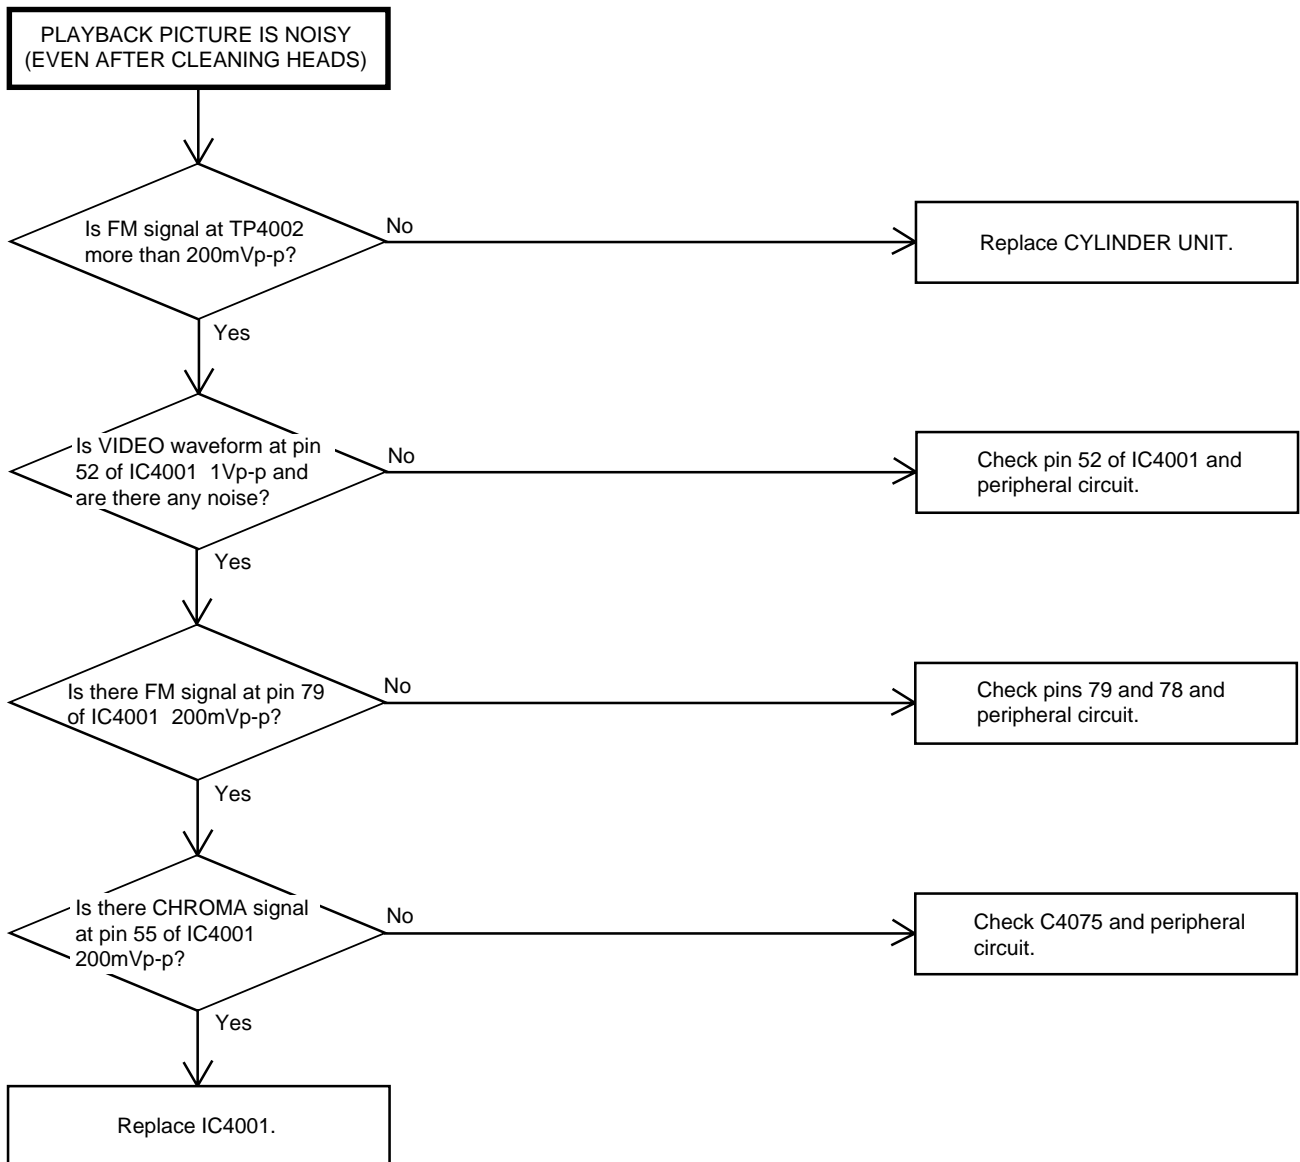 PLAYBACK PICTURE IS NOISY
(EVEN AFTER CLEANING HEADS)
Is FM signal at TP4002
more than 200mVp-p?
No
Replace CYLINDER UNIT.
Yes
Is VIDEO waveform at pin
52 of IC4001  1Vp-p and
are there any noise?
No
Check pin 52 of IC4001 and
peripheral circuit.
Yes
Is there FM signal at pin 79
of IC4001  200mVp-p?
No
Check pins 79 and 78 and
peripheral circuit.
Yes
Is there CHROMA signal
at pin 55 of IC4001
200mVp-p?
No
Check C4075 and peripheral
circuit.
Yes
Replace IC4001.